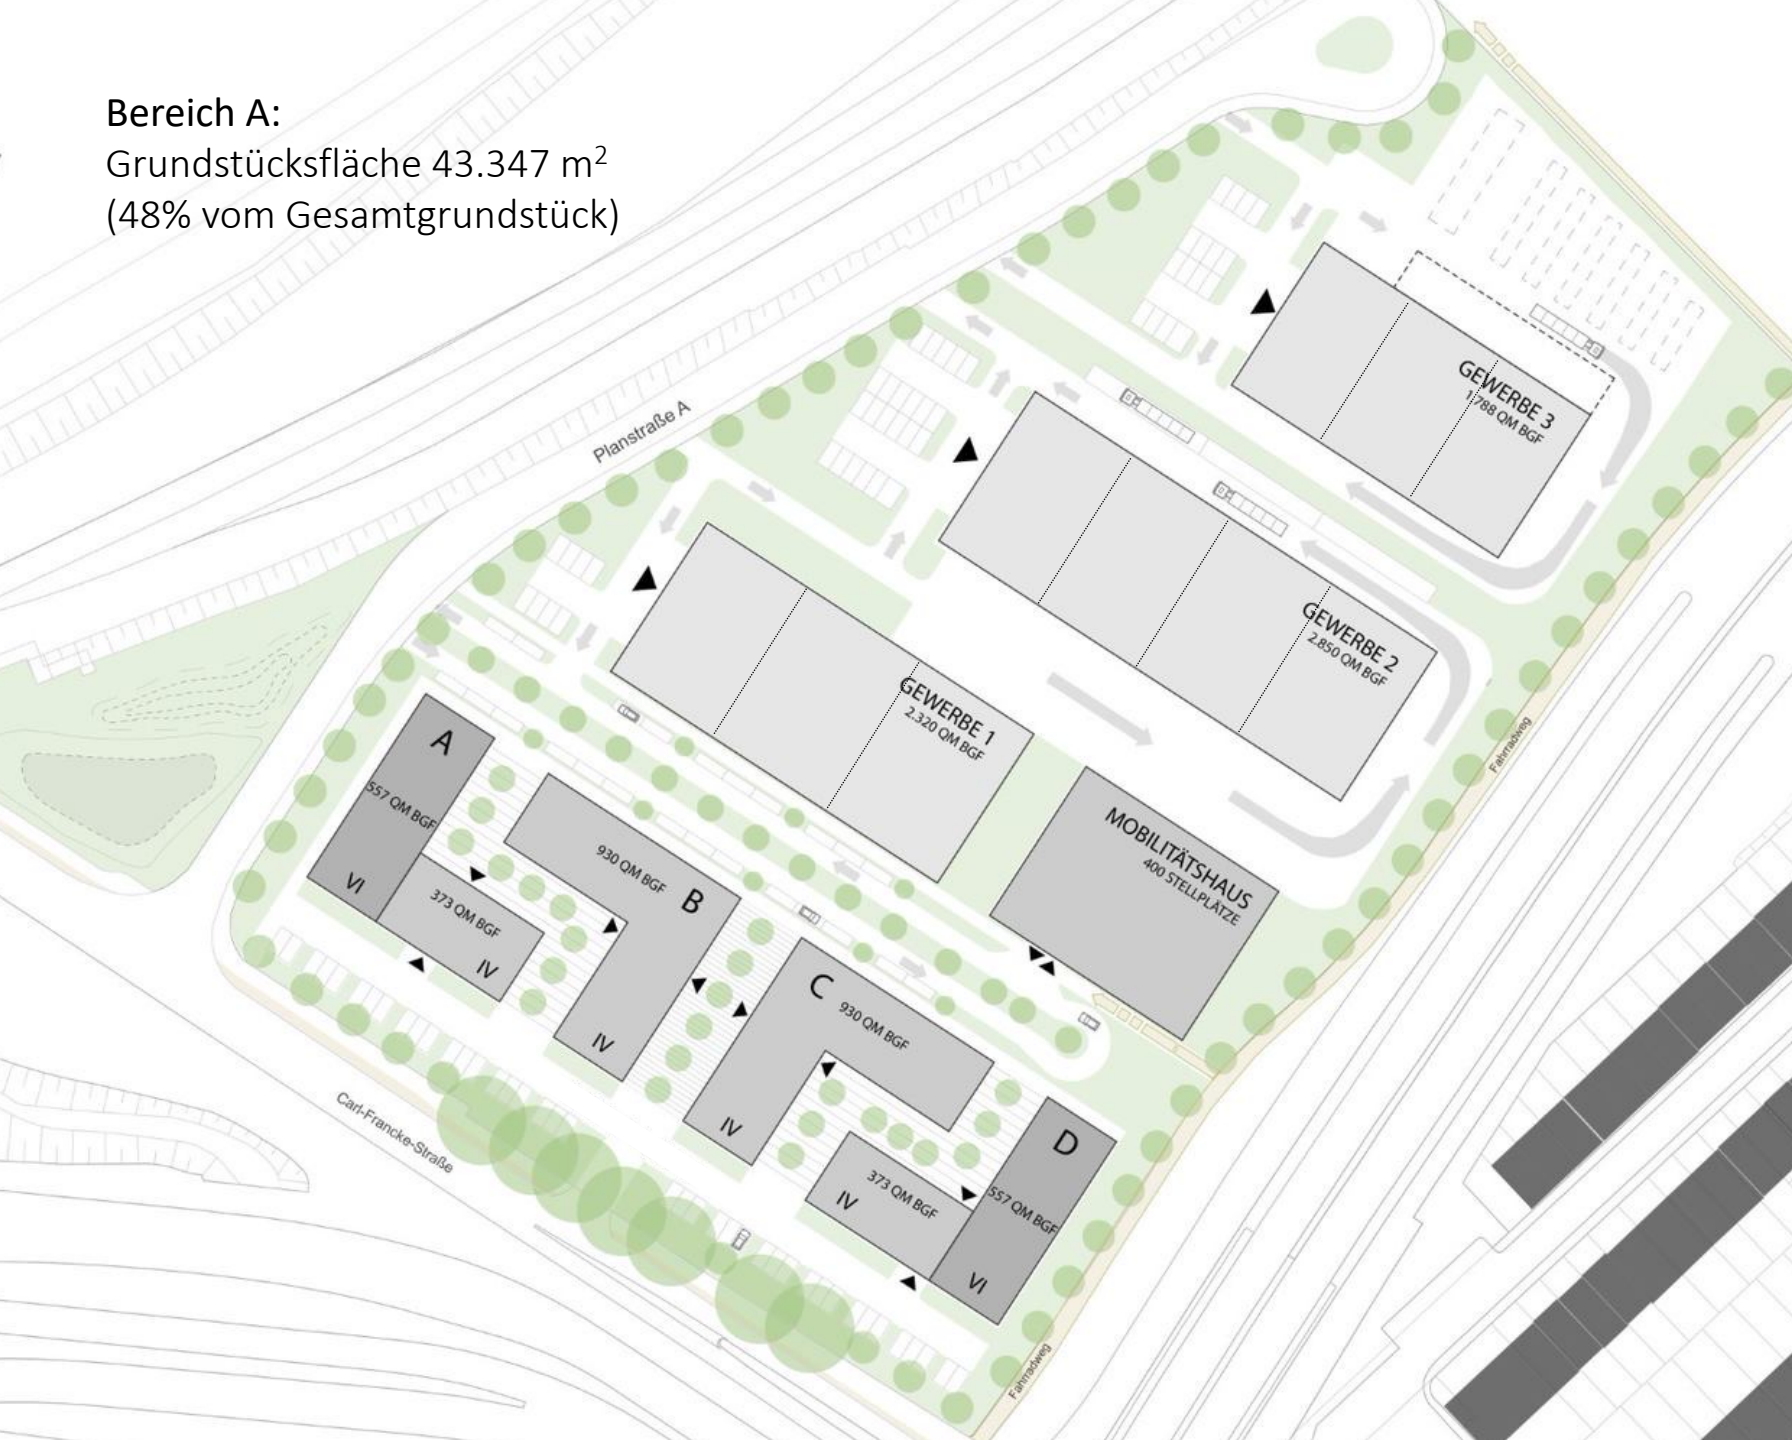 Bereich A:
Grundstücksfläche 43.347 m²
(48% vom Gesamtgrundstück)
Planstraße A
GEWERBE 3
1.788 QM BGF
GEWERBE 2
2.850 QM BGF
GEWERBE 1
2.320 QM BGF
MOBILITÄTSHAUS
400 STELLPLÄTZE
Fahrradweg
A
557 QM BGF
VI
373 QM BGF
IV
930 QM BGF
B
IV
C
930 QM BGF
IV
D
557 QM BGF
VI
373 QM BGF
IV
Carl-Francke-Straße
Fahrradweg